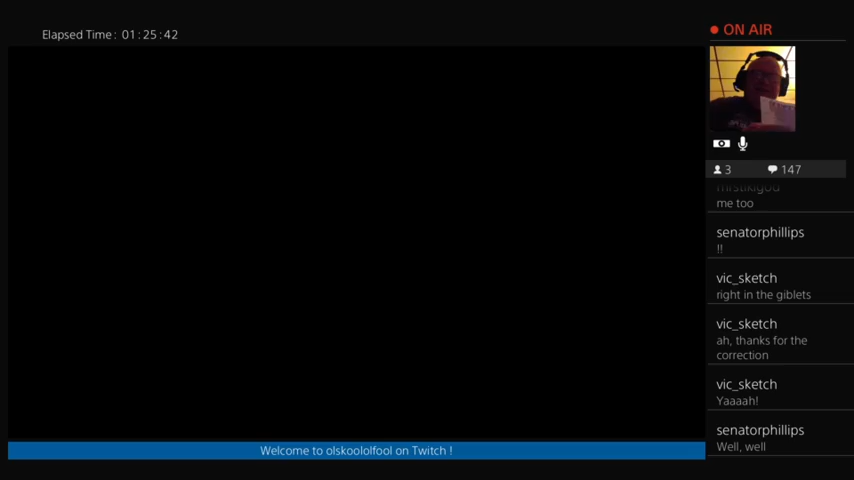 Elapsed Time: 01:25:42
ON AIR
3
147
me too
senatorphillips
!!
vic_sketch
right in the giblets
vic_sketch
ah, thanks for the
correction
vic_sketch
Yaaaah!
senatorphillips
Well, well
Welcome to olskoololfool on Twitch !